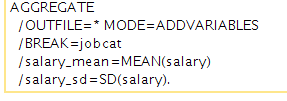 AGGREGATE
/OUTFILE=* MODE=ADDVARIABLES
/BREAK=jobcat
/salary_mean=MEAN(salary)
/salary_sd=SD(salary).